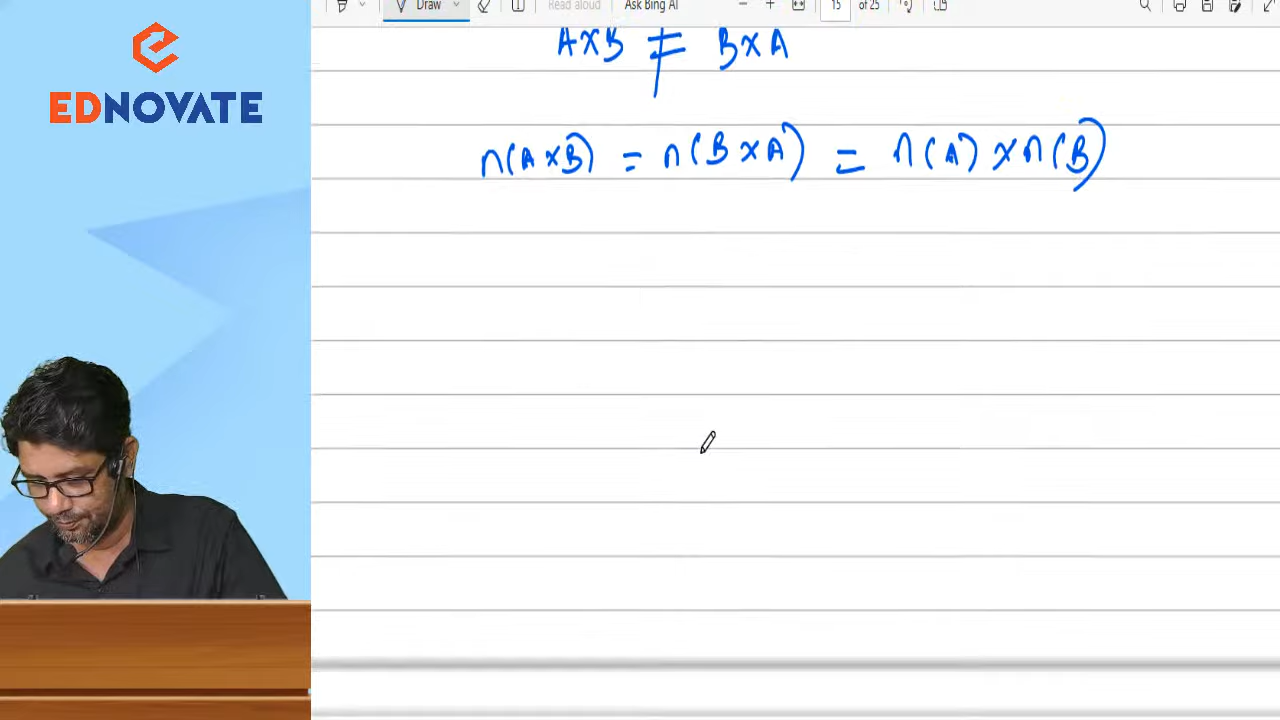 Draw Read aloud Ask Bing AI 15 of 25
EDNOVATE
A×B ≠ B×A
n(A×B) = n(B×A) = n(A) × n(B)